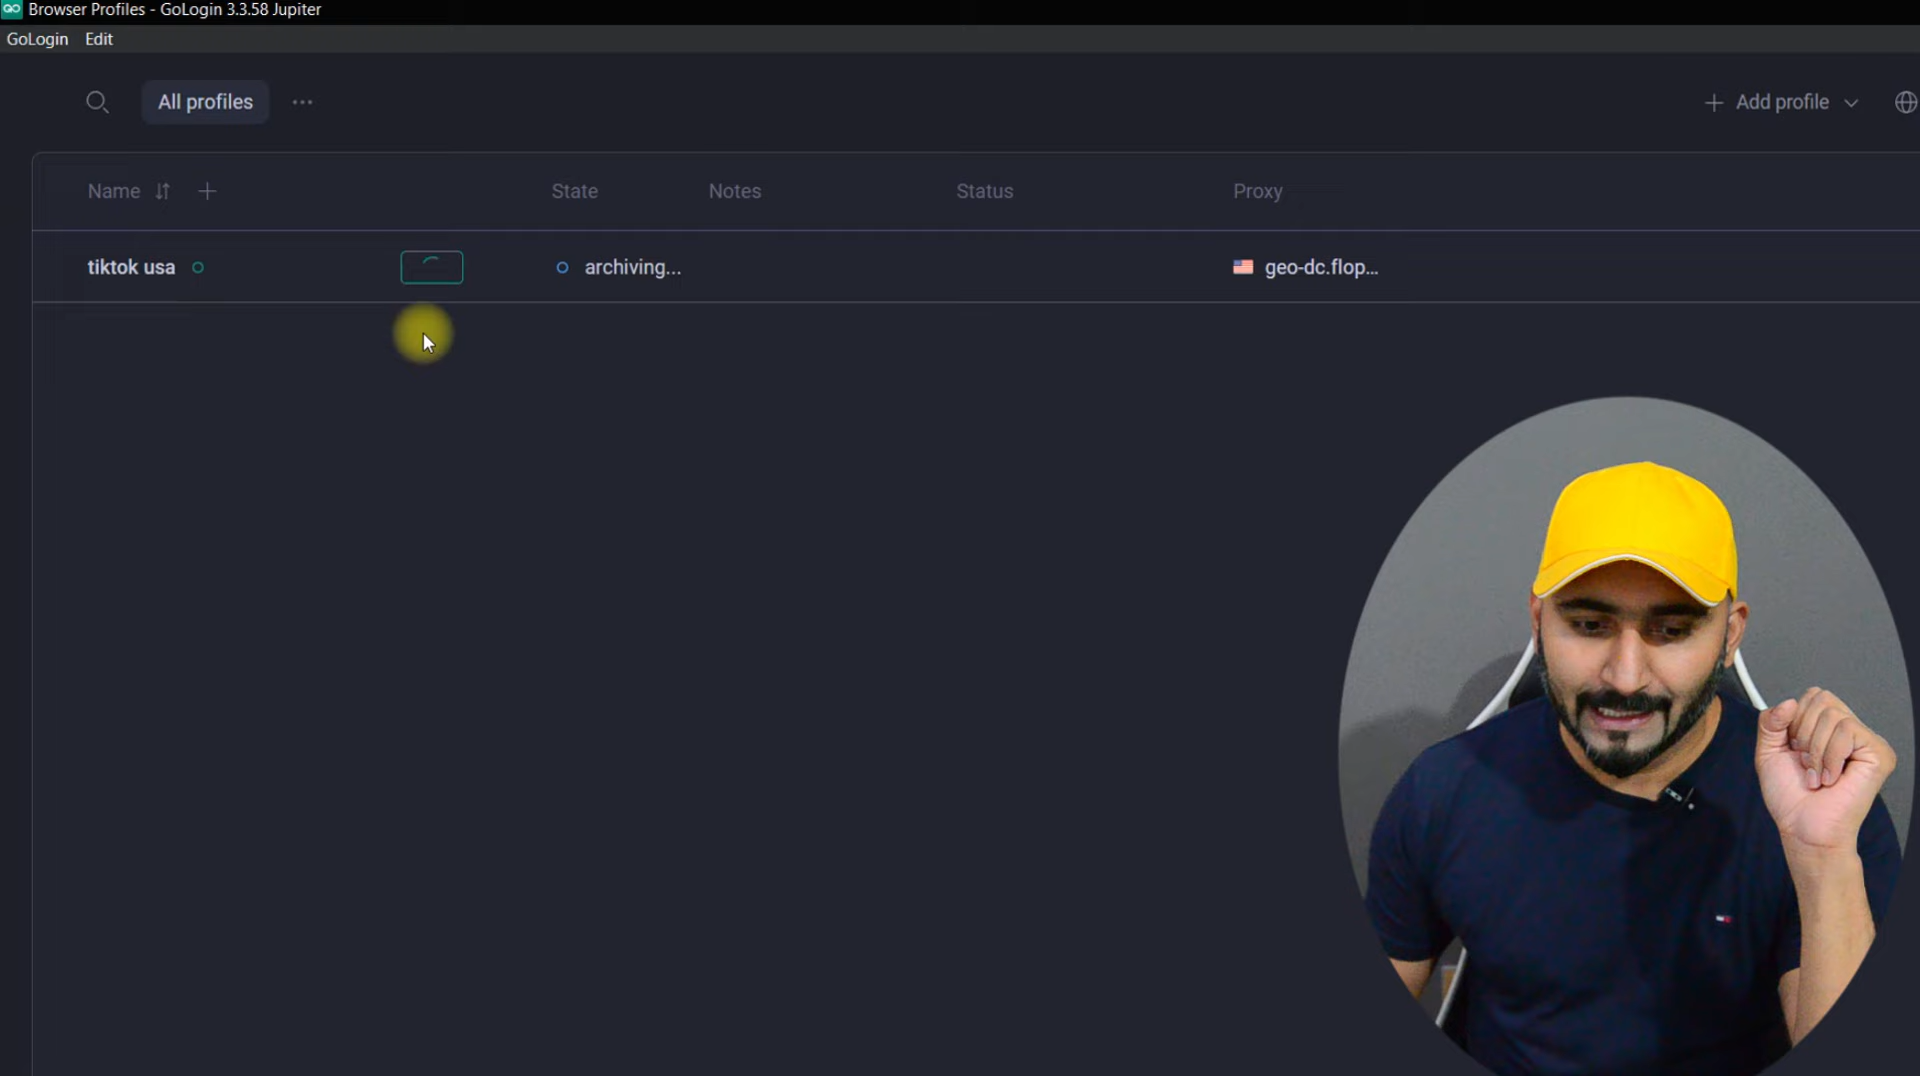 Browser Profiles - GoLogin 3.3.58 Jupiter
GoLogin Edit
All profiles ... + Add profile
Name + State Notes Status Proxy
tiktok usa archiving... geo-dc.flop...